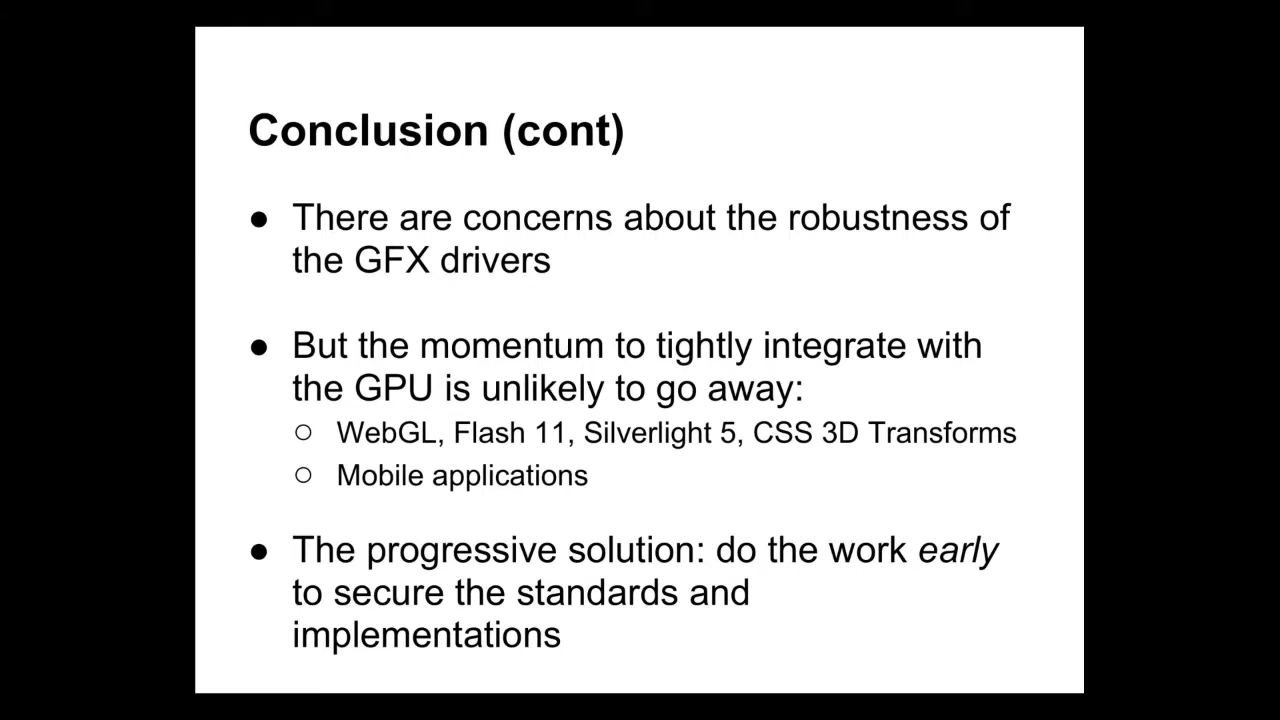 Conclusion (cont)
● There are concerns about the robustness of
the GFX drivers
● But the momentum to tightly integrate with
the GPU is unlikely to go away:
○ WebGL, Flash 11, Silverlight 5, CSS 3D Transforms
○ Mobile applications
● The progressive solution: do the work early
to secure the standards and
implementations